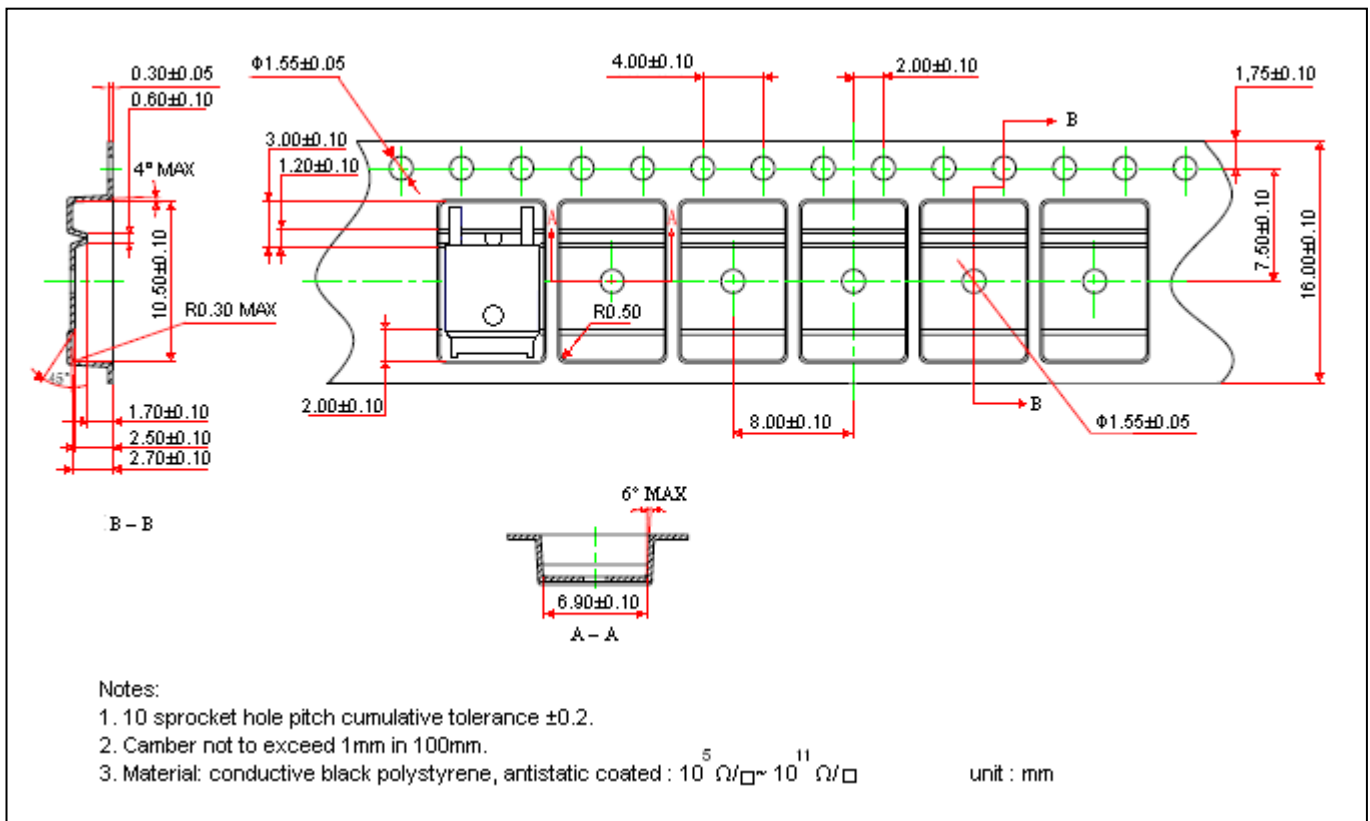 0.30±0.05
Φ1.55±0.05
4.00±0.10
2.00±0.10
1,75±0.10
0.60±0.10
B
3.00±0.10
1.20±0.10
4° MAX
A
A
10.50±0.10
7.50±0.10
16.00±0.10
R0.30 MAX
R0.50
45°
2.00±0.10
1.70±0.10
2.50±0.10
2.70±0.10
8.00±0.10
B
Φ1.55±0.05
B – B
6° MAX
6.90±0.10
A – A
Notes:
1. 10 sprocket hole pitch cumulative tolerance ±0.2.
2. Camber not to exceed 1mm in 100mm.
3. Material: conductive black polystyrene, antistatic coated : 10⁵ Ω/□~ 10¹¹ Ω/□ unit : mm